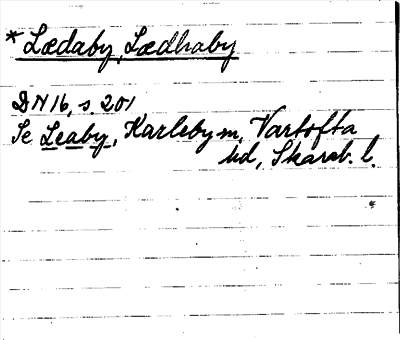 * Lædaby, Lædhaby
DN 16, s. 201
Se Leaby, Karleby m, Vartofta
hd, Skarab. l.